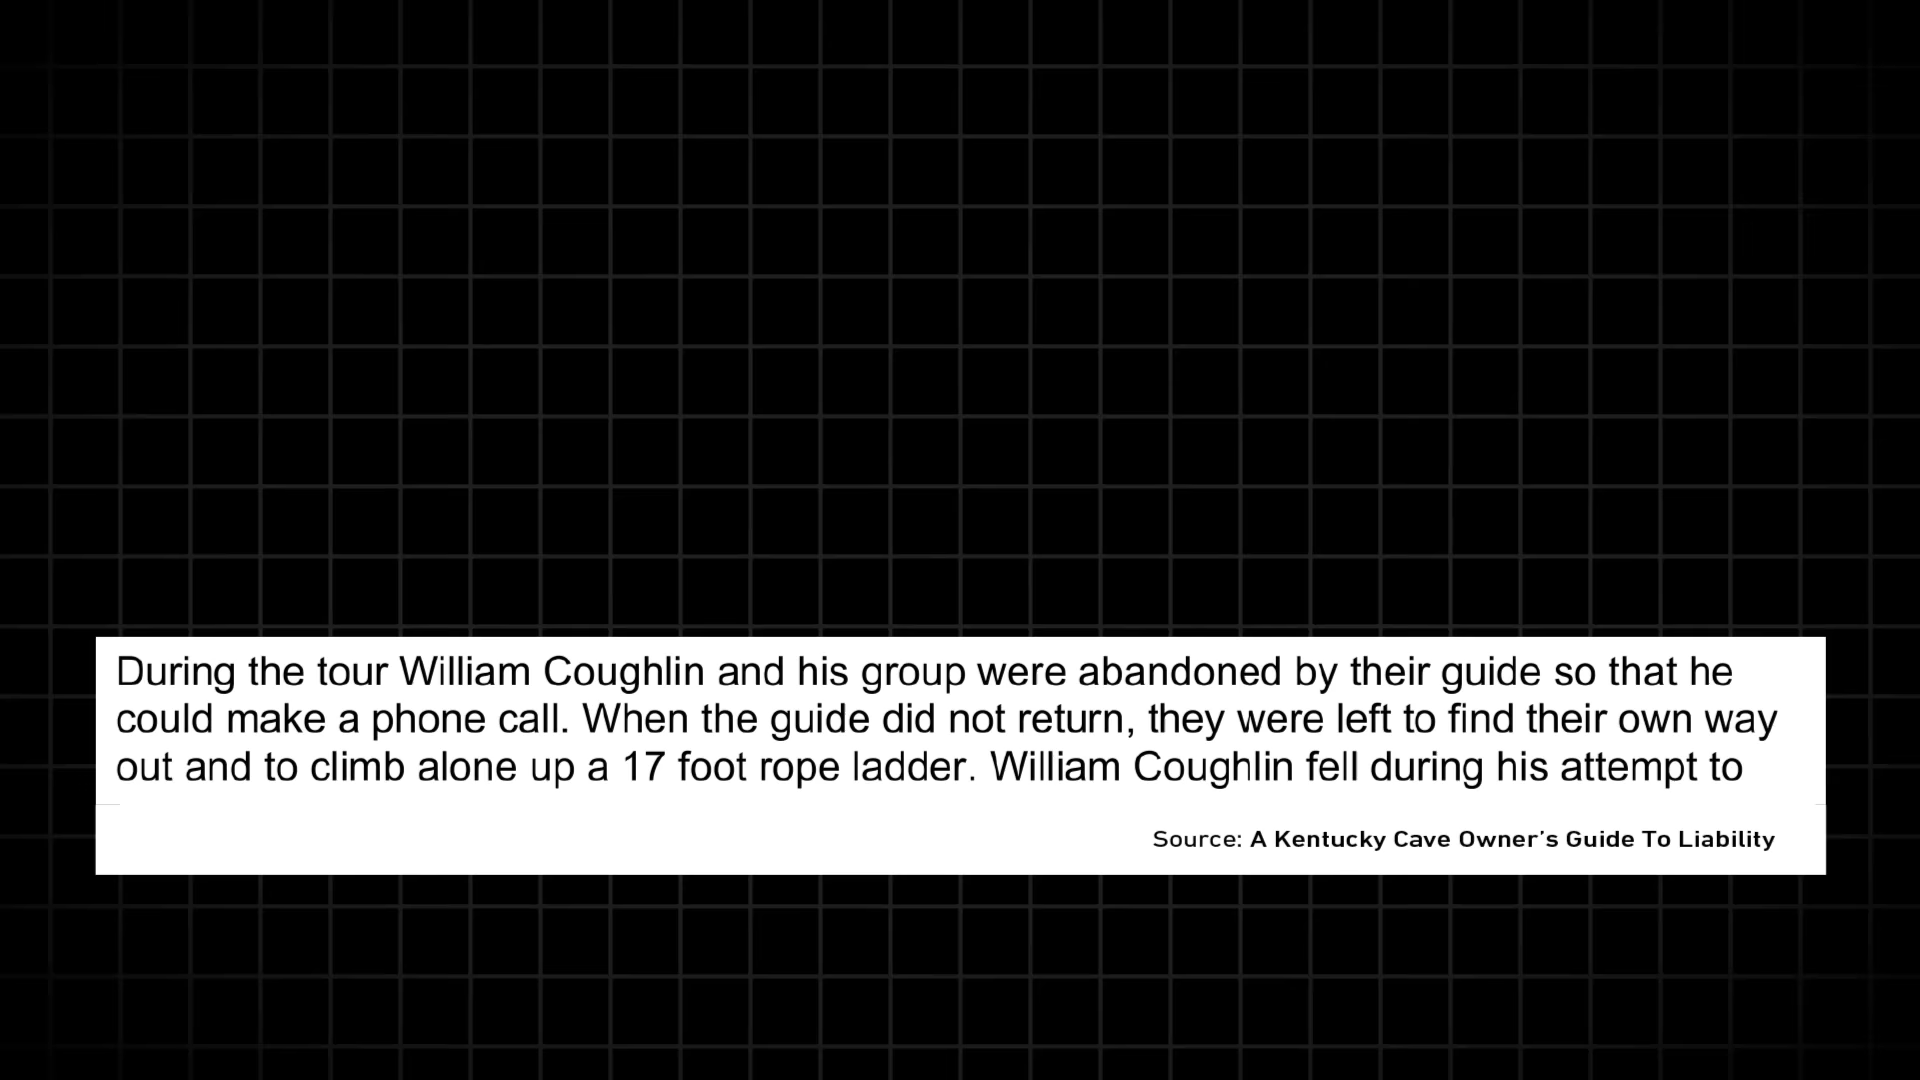 During the tour William Coughlin and his group were abandoned by their guide so that he
could make a phone call. When the guide did not return, they were left to find their own way
out and to climb alone up a 17 foot rope ladder. William Coughlin fell during his attempt to
Source: A Kentucky Cave Owner's Guide To Liability